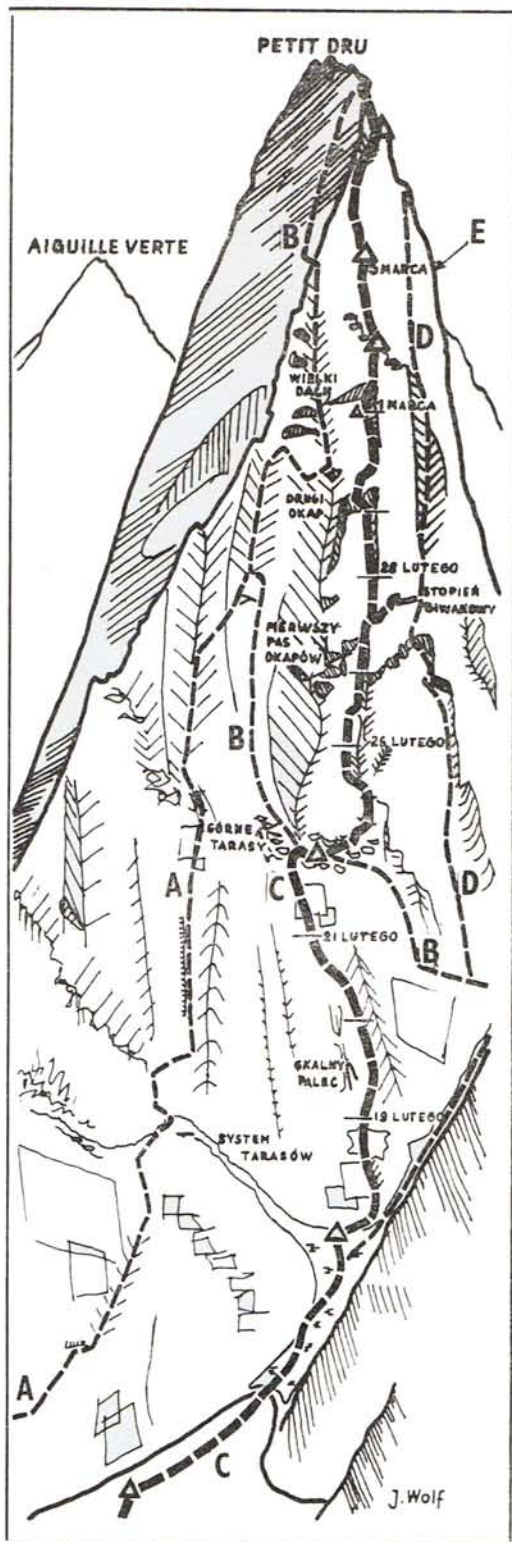 PETIT DRU
AIGUILLE VERTE
B
E
3 MARCA
D
WIELKI
DACH
1 MARCA
DRUGI
OKAP
28 LUTEGO
STOPIEŃ
BIWAKOWY
PIERWSZY
PAS
OKAPÓW
B
26 LUTEGO
GÓRNE
TARASY
A
C
D
21 LUTEGO
B
SKALNY
PALEC
19 LUTEGO
SYSTEM
TARASÓW
A
C
J. Wolf